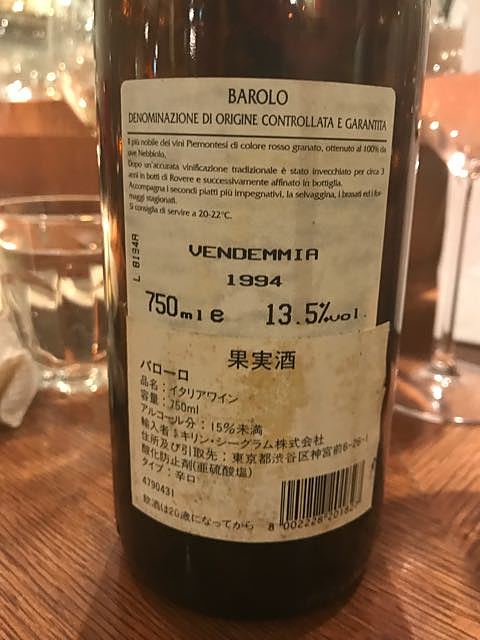 BAROLO
DENOMINAZIONE DI ORIGINE CONTROLLATA E GARANTITA
Il più nobile dei vini Piemontesi di colore rosso granato, ottenuto al 100% da
uve Nebbiolo.
Dopo un'accurata vinificazione tradizionale è stato invecchiato per circa 3
anni in botti di Rovere e successivamente affinato in bottiglia.
Accompagna i secondi piatti più impegnativi, la selvaggina, i brasati ed i for-
maggi stagionati.
Si consiglia di servire a 20-22°C.
L 8194A
VENDEMMIA
1994
750ml e 13.5%vol.
果実酒
バローロ
品名:イタリアワイン
容量:750ml
アルコール分:15%未満
輸入者:キリン・シーグラム株式会社
住所及び引取先:東京都渋谷区神宮前6-26-1
酸化防止剤(亜硫酸塩)
タイプ:辛口
4790431
飲酒は20歳になってから
8 002228 20182